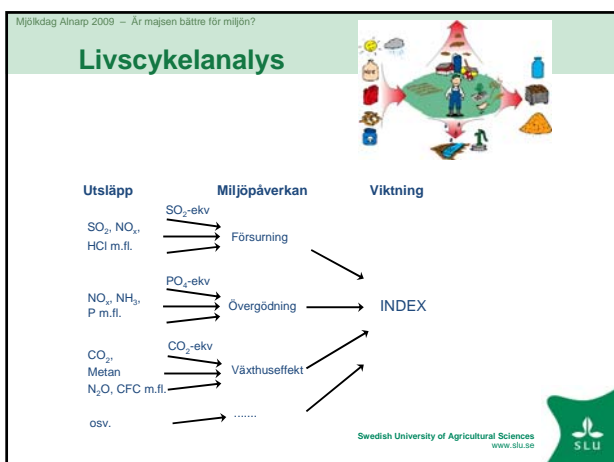 Mjölkdag Alnarp 2009 – Är majsen bättre för miljön?
Livscykelanalys
Utsläpp Miljöpåverkan Viktning
SO₂-ekv
SO₂, NOₓ,
HCl m.fl.
Försurning
PO₄-ekv
NOₓ, NH₃,
P m.fl.
Övergödning
INDEX
CO₂-ekv
CO₂,
Metan
N₂O, CFC m.fl.
Växthuseffekt
osv.
.......
Swedish University of Agricultural Sciences
www.slu.se
SLU